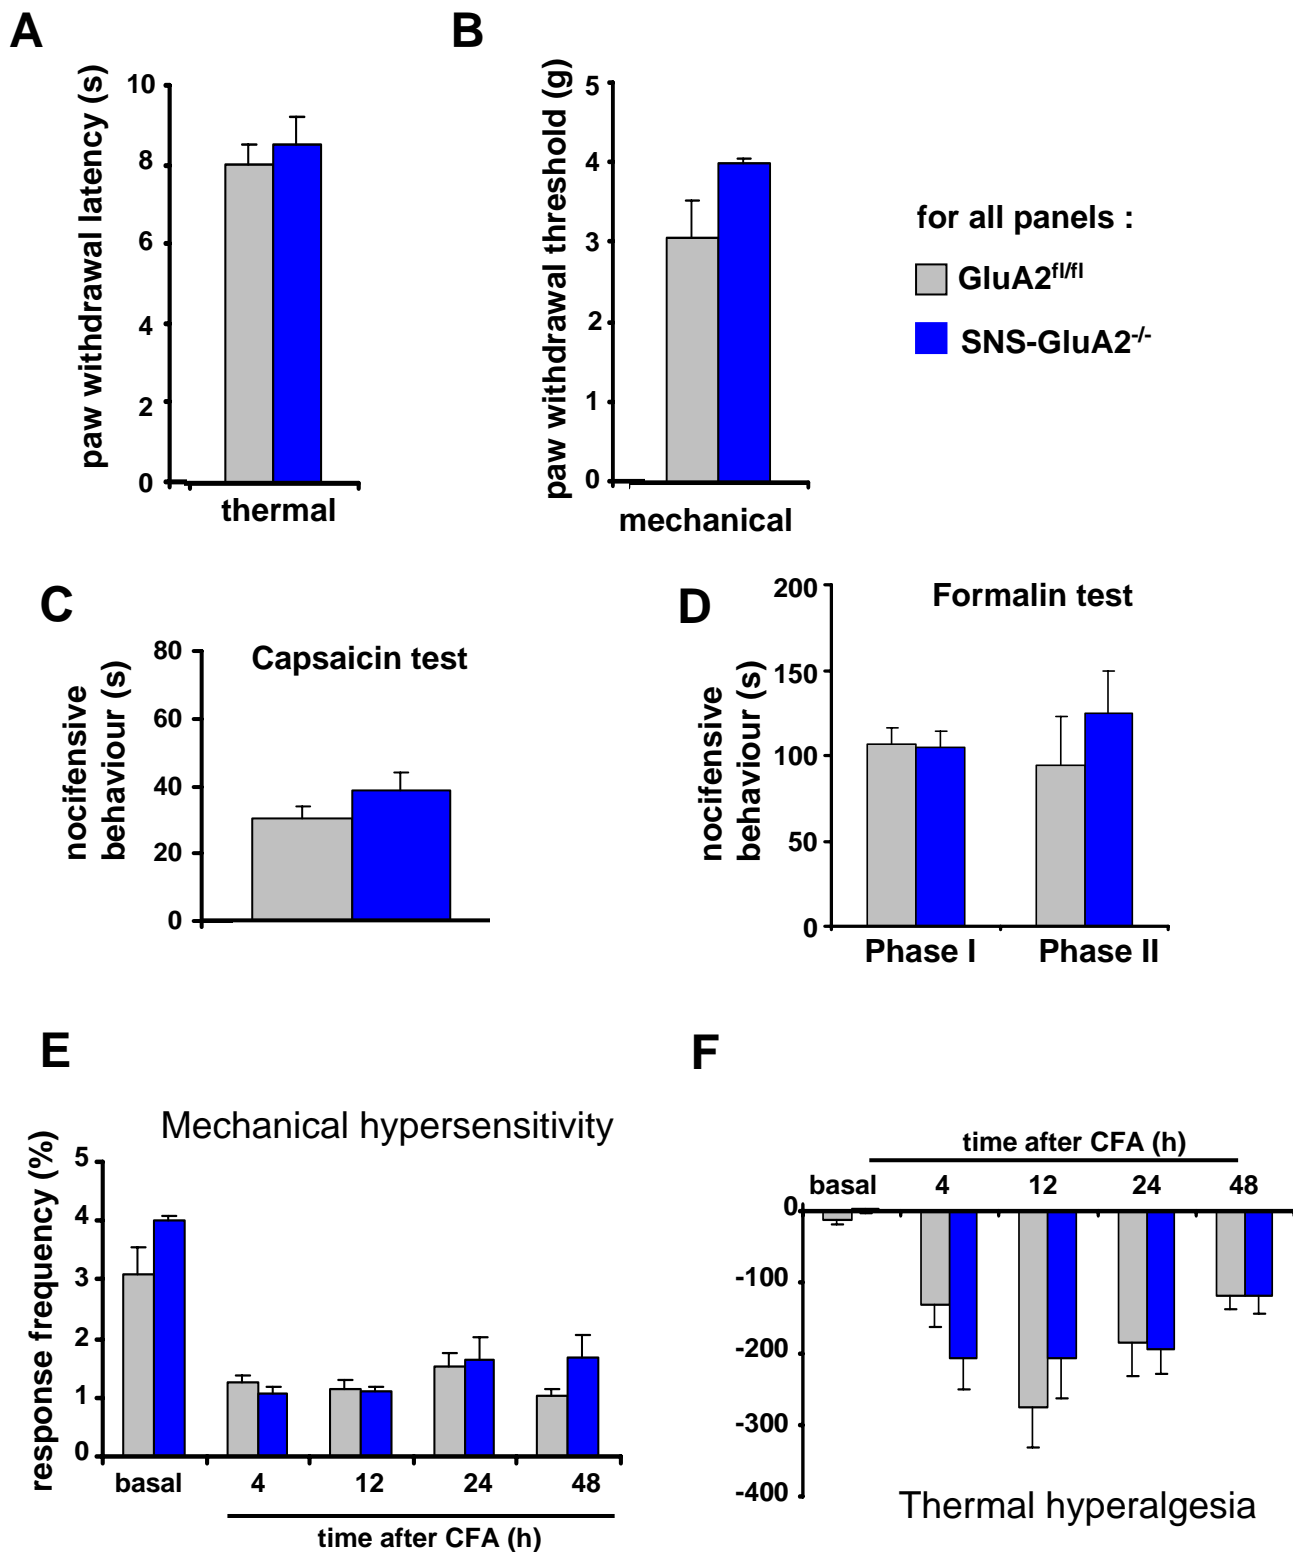 A
paw withdrawal latency (s)
10
8
6
4
2
0
thermal
B
paw withdrawal threshold (g)
5
4
3
2
1
0
mechanical
for all panels :
GluA2fl/fl
SNS-GluA2-/-
C
Capsaicin test
nocifensive
behaviour (s)
80
60
40
20
0
D
Formalin test
nocifensive
behaviour (s)
200
150
100
50
0
Phase I Phase II
E
Mechanical hypersensitivity
response frequency (%)
5
4
3
2
1
0
basal 4 12 24 48
time after CFA (h)
F
time after CFA (h)
basal 4 12 24 48
0
-100
-200
-300
-400
Thermal hyperalgesia